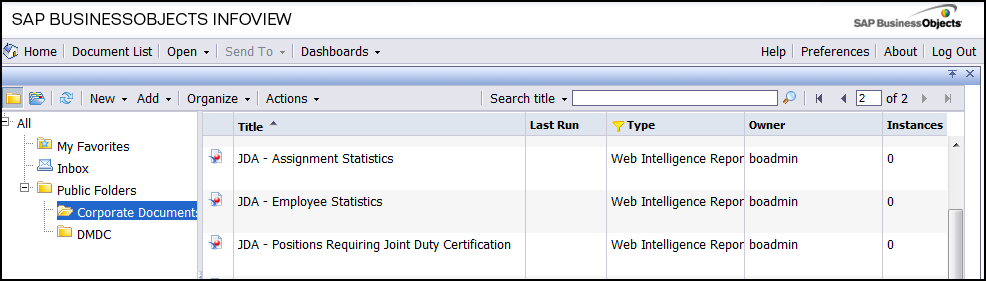 SAP BUSINESSOBJECTS INFOVIEW
SAP BusinessObjects
Home Document List Open Send To Dashboards Help Preferences About Log Out
New Add Organize Actions Search title 2 of 2
All
My Favorites
Inbox
Public Folders
Corporate Documents
DMDC
Title Last Run Type Owner Instances
JDA - Assignment Statistics Web Intelligence Repor boadmin 0
JDA - Employee Statistics Web Intelligence Repor boadmin 0
JDA - Positions Requiring Joint Duty Certification Web Intelligence Repor boadmin 0